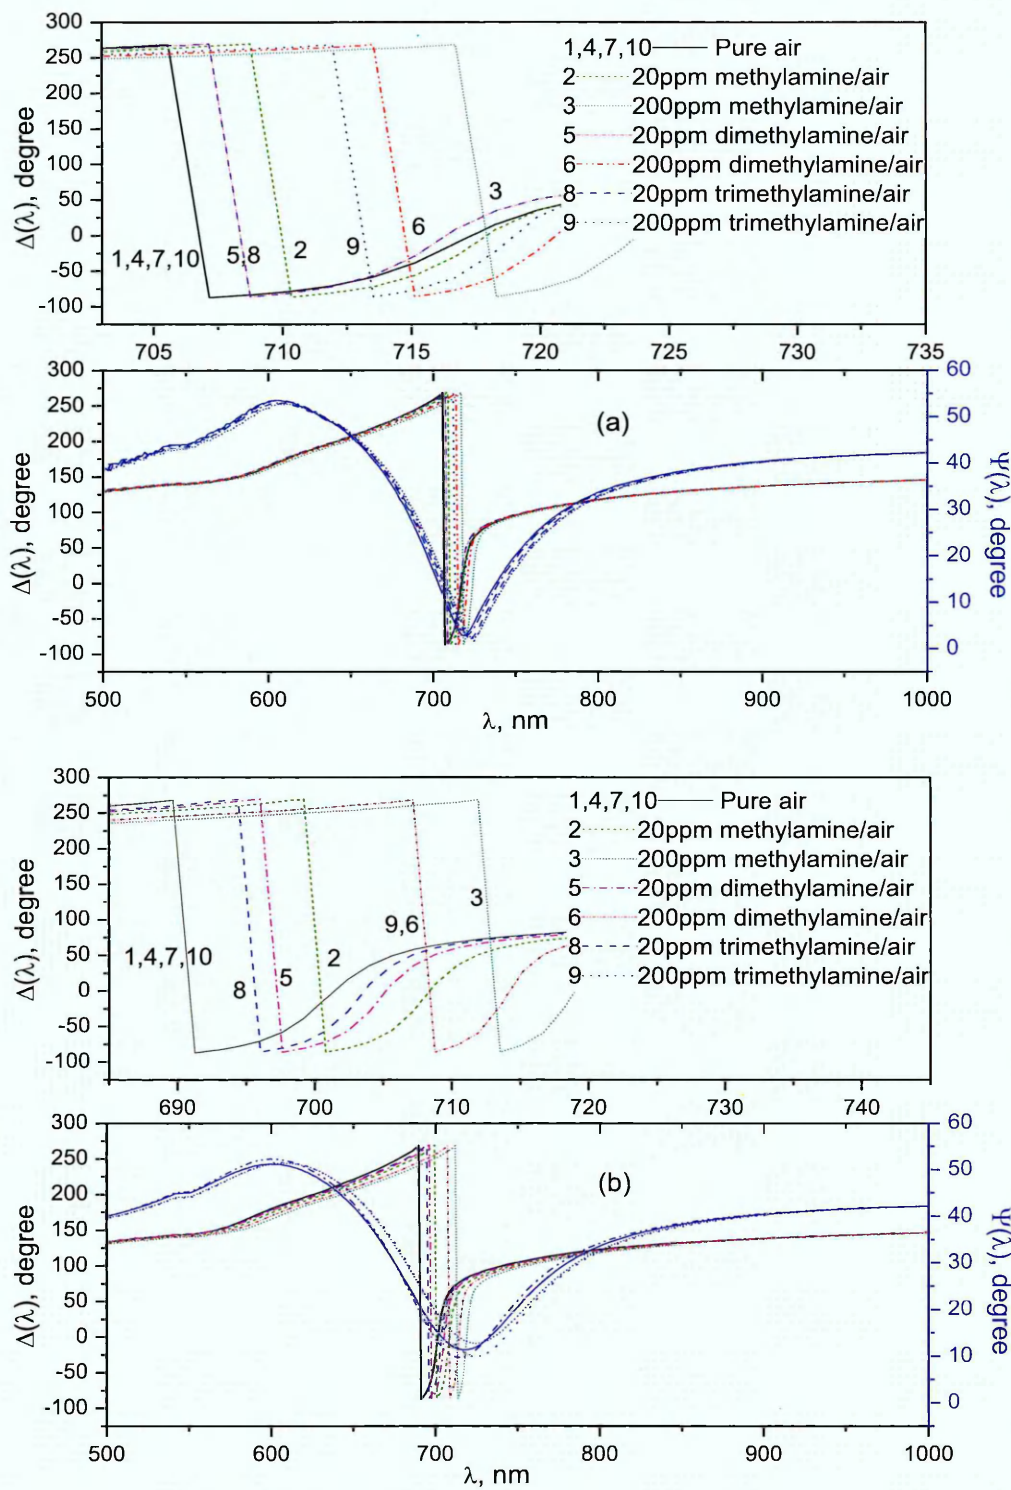 300
250
200
150
100
50
0
-50
-100
Δ(λ), degree
1,4,7,10 Pure air
2 20ppm methylamine/air
3 200ppm methylamine/air
5 20ppm dimethylamine/air
6 200ppm dimethylamine/air
8 20ppm trimethylamine/air
9 200ppm trimethylamine/air
1,4,7,10
5,8
2
9
6
3
705 710 715 720 725 730 735
300
250
200
150
100
50
0
-50
-100
Δ(λ), degree
(a)
60
50
40
30
20
10
0
Ψ(λ), degree
500 600 700 800 900 1000
λ, nm
300
250
200
150
100
50
0
-50
-100
Δ(λ), degree
1,4,7,10 Pure air
2 20ppm methylamine/air
3 200ppm methylamine/air
5 20ppm dimethylamine/air
6 200ppm dimethylamine/air
8 20ppm trimethylamine/air
9 200ppm trimethylamine/air
1,4,7,10
8
5
2
9,6
3
690 700 710 720 730 740
300
250
200
150
100
50
0
-50
-100
Δ(λ), degree
(b)
60
50
40
30
20
10
0
Ψ(λ), degree
500 600 700 800 900 1000
λ, nm